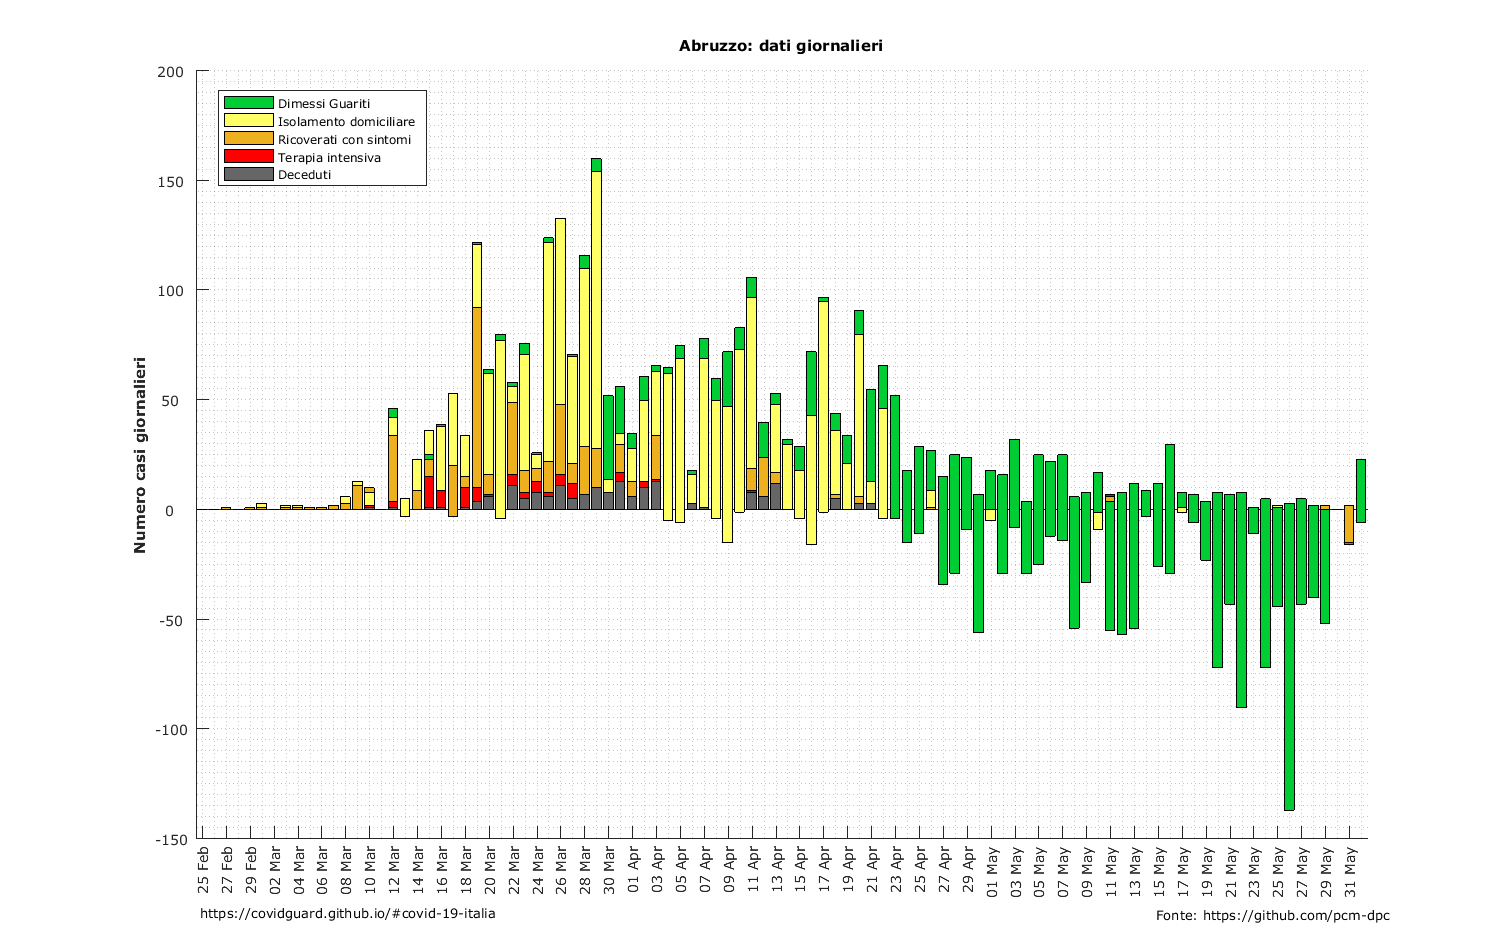 Abruzzo: dati giornalieri
200
150
100
50
0
-50
-100
-150
Numero casi giornalieri
Dimessi Guariti
Isolamento domiciliare
Ricoverati con sintomi
Terapia intensiva
Deceduti
25 Feb
27 Feb
29 Feb
02 Mar
04 Mar
06 Mar
08 Mar
10 Mar
12 Mar
14 Mar
16 Mar
18 Mar
20 Mar
22 Mar
24 Mar
26 Mar
28 Mar
30 Mar
01 Apr
03 Apr
05 Apr
07 Apr
09 Apr
11 Apr
13 Apr
15 Apr
17 Apr
19 Apr
21 Apr
23 Apr
25 Apr
27 Apr
29 Apr
01 May
03 May
05 May
07 May
09 May
11 May
13 May
15 May
17 May
19 May
21 May
23 May
25 May
27 May
29 May
31 May
https://covidguard.github.io/#covid-19-italia
Fonte: https://github.com/pcm-dpc